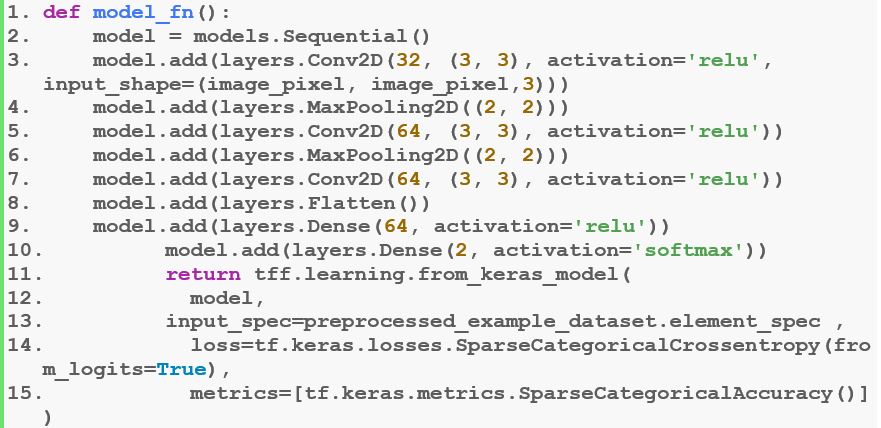 1. def model_fn():
2.     model = models.Sequential()
3.     model.add(layers.Conv2D(32, (3, 3), activation='relu',
   input_shape=(image_pixel, image_pixel,3)))
4.     model.add(layers.MaxPooling2D((2, 2)))
5.     model.add(layers.Conv2D(64, (3, 3), activation='relu'))
6.     model.add(layers.MaxPooling2D((2, 2)))
7.     model.add(layers.Conv2D(64, (3, 3), activation='relu'))
8.     model.add(layers.Flatten())
9.     model.add(layers.Dense(64, activation='relu'))
10.          model.add(layers.Dense(2, activation='softmax'))
11.          return tff.learning.from_keras_model(
12.            model,
13.          input_spec=preprocessed_example_dataset.element_spec ,
14.            loss=tf.keras.losses.SparseCategoricalCrossentropy(fro
   m_logits=True),
15.            metrics=[tf.keras.metrics.SparseCategoricalAccuracy()]
   )